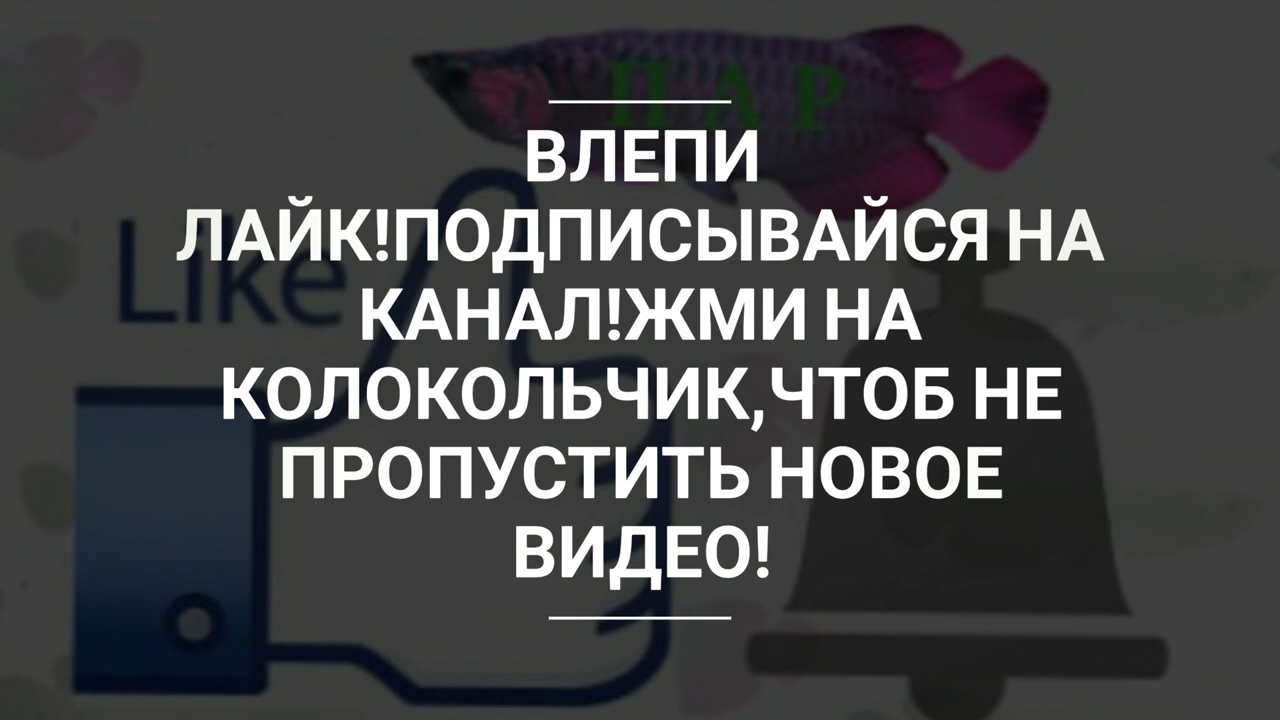 ПАР
ВЛЕПИ
ЛАЙК!ПОДПИСЫВАЙСЯ НА
Like
КАНАЛ!ЖМИ НА
КОЛОКОЛЬЧИК,ЧТОБ НЕ
ПРОПУСТИТЬ НОВОЕ
ВИДЕО!